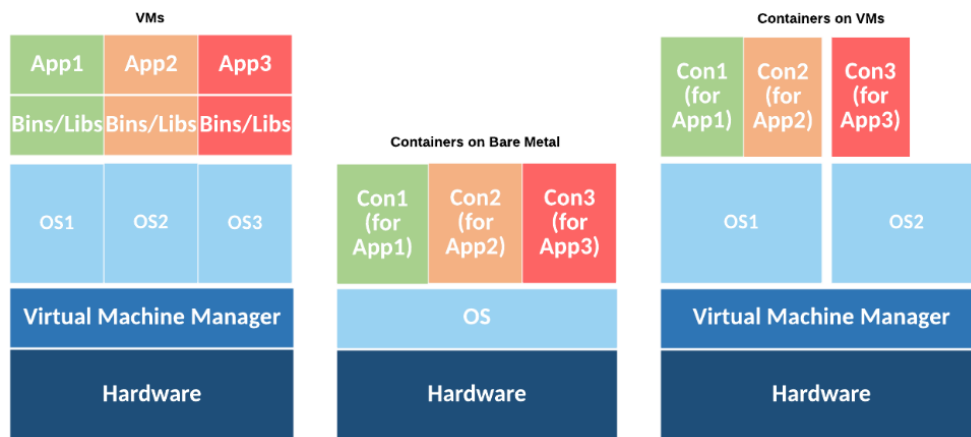 VMs
App1
App2
App3
Bins/Libs
Bins/Libs
Bins/Libs
OS1
OS2
OS3
Virtual Machine Manager
Hardware
Containers on Bare Metal
Con1
(for
App1)
Con2
(for
App2)
Con3
(for
App3)
OS
Hardware
Containers on VMs
Con1
(for
App1)
Con2
(for
App2)
Con3
(for
App3)
OS1
OS2
Virtual Machine Manager
Hardware